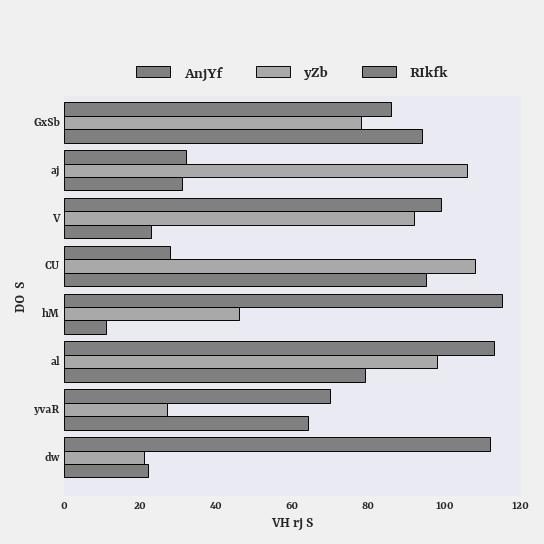 AnJYf yZb RIkfk
GxSb
aj
V
CU
hM
al
yvaR
dw
DO S
0 20 40 60 80 100 120
VH rj S